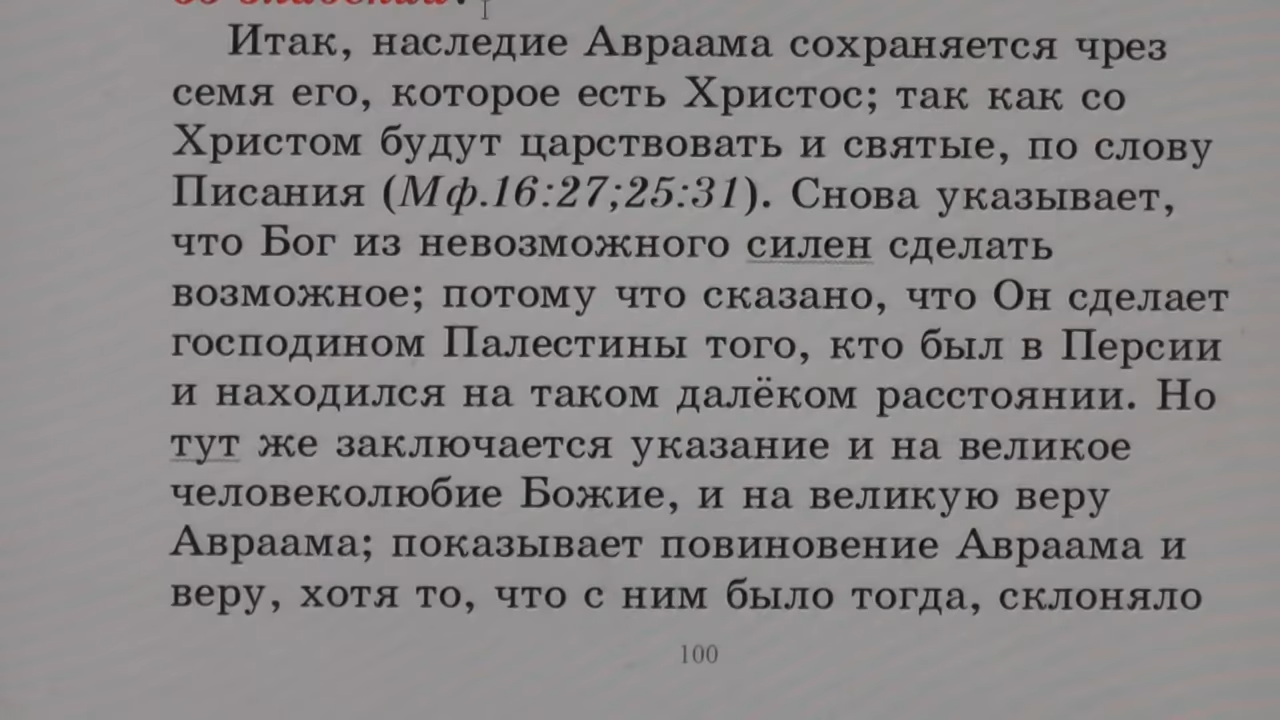 Итак, наследие Авраама сохраняется чрез
семя его, которое есть Христос; так как со
Христом будут царствовать и святые, по слову
Писания (Мф.16:27;25:31). Снова указывает,
что Бог из невозможного силен сделать
возможное; потому что сказано, что Он сделает
господином Палестины того, кто был в Персии
и находился на таком далёком расстоянии. Но
тут же заключается указание и на великое
человеколюбие Божие, и на великую веру
Авраама; показывает повиновение Авраама и
веру, хотя то, что с ним было тогда, склоняло
100